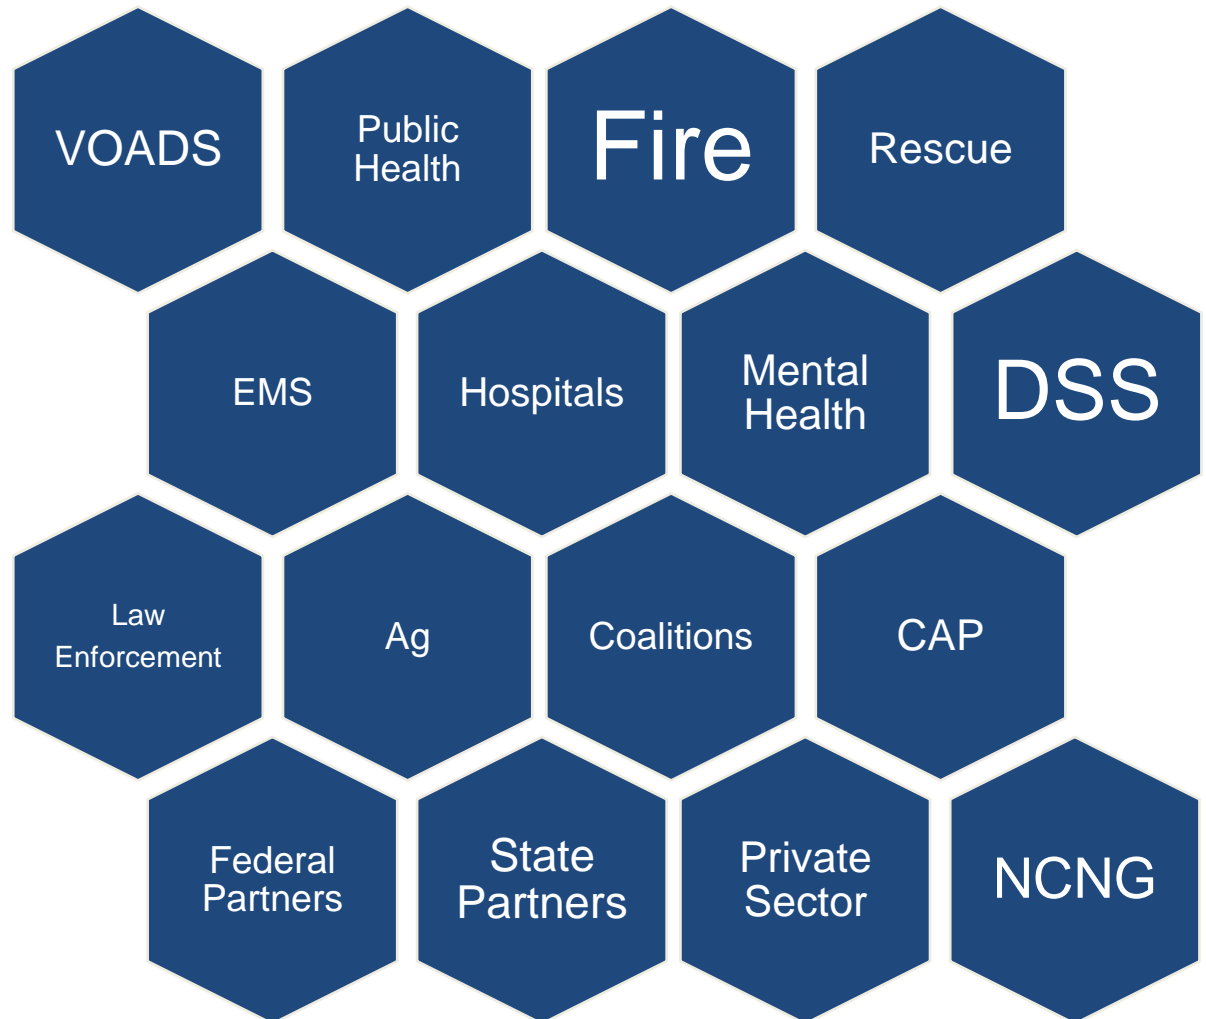 VOADS
Public
Health
Fire
Rescue
EMS
Hospitals
Mental
Health
DSS
Law
Enforcement
Ag
Coalitions
CAP
Federal
Partners
State
Partners
Private
Sector
NCNG